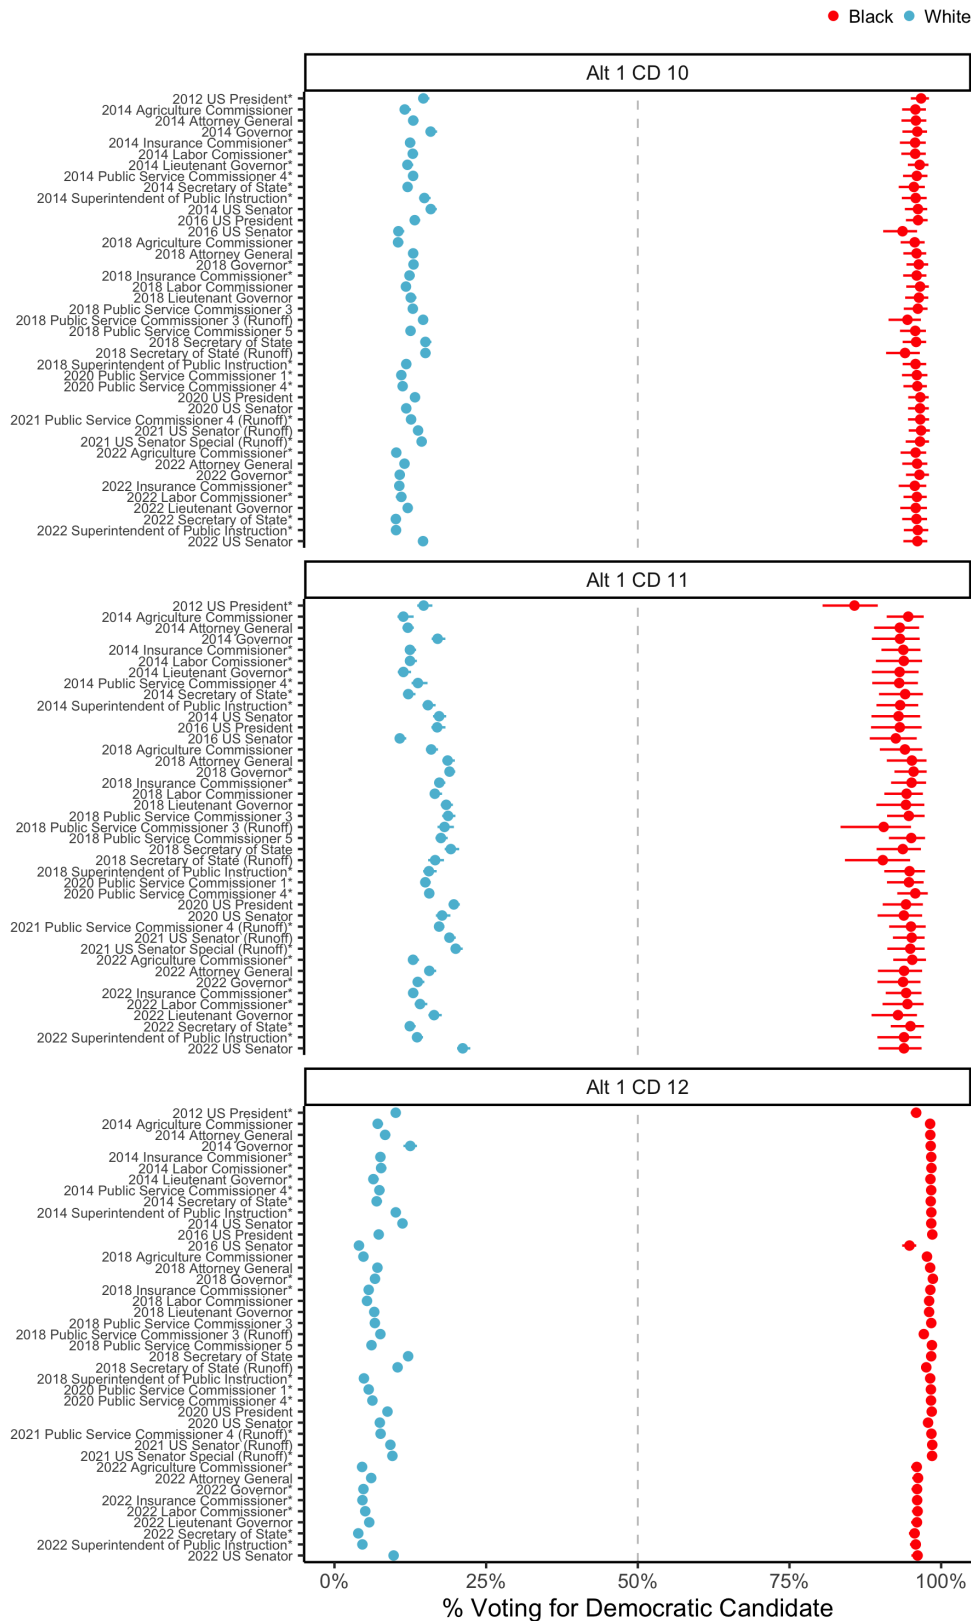 Black White
Alt 1 CD 10
2012 US President*
2014 Agriculture Commissioner
2014 Attorney General
2014 Governor
2014 Insurance Commisioner*
2014 Labor Comissioner*
2014 Lieutenant Governor*
2014 Public Service Commissioner 4*
2014 Secretary of State*
2014 Superintendent of Public Instruction*
2014 US Senator
2016 US President
2016 US Senator
2018 Agriculture Commissioner
2018 Attorney General
2018 Governor*
2018 Insurance Commissioner*
2018 Labor Commissioner
2018 Lieutenant Governor
2018 Public Service Commissioner 3
2018 Public Service Commissioner 3 (Runoff)
2018 Public Service Commissioner 5
2018 Secretary of State
2018 Secretary of State (Runoff)
2018 Superintendent of Public Instruction*
2020 Public Service Commissioner 1*
2020 Public Service Commissioner 4*
2020 US President
2020 US Senator
2021 Public Service Commissioner 4 (Runoff)*
2021 US Senator (Runoff)
2021 US Senator Special (Runoff)*
2022 Agriculture Commissioner*
2022 Attorney General
2022 Governor*
2022 Insurance Commissioner*
2022 Labor Commissioner*
2022 Lieutenant Governor
2022 Secretary of State*
2022 Superintendent of Public Instruction*
2022 US Senator
Alt 1 CD 11
2012 US President*
2014 Agriculture Commissioner
2014 Attorney General
2014 Governor
2014 Insurance Commisioner*
2014 Labor Comissioner*
2014 Lieutenant Governor*
2014 Public Service Commissioner 4*
2014 Secretary of State*
2014 Superintendent of Public Instruction*
2014 US Senator
2016 US President
2016 US Senator
2018 Agriculture Commissioner
2018 Attorney General
2018 Governor*
2018 Insurance Commissioner*
2018 Labor Commissioner
2018 Lieutenant Governor
2018 Public Service Commissioner 3
2018 Public Service Commissioner 3 (Runoff)
2018 Public Service Commissioner 5
2018 Secretary of State
2018 Secretary of State (Runoff)
2018 Superintendent of Public Instruction*
2020 Public Service Commissioner 1*
2020 Public Service Commissioner 4*
2020 US President
2020 US Senator
2021 Public Service Commissioner 4 (Runoff)*
2021 US Senator (Runoff)
2021 US Senator Special (Runoff)*
2022 Agriculture Commissioner*
2022 Attorney General
2022 Governor*
2022 Insurance Commissioner*
2022 Labor Commissioner*
2022 Lieutenant Governor
2022 Secretary of State*
2022 Superintendent of Public Instruction*
2022 US Senator
Alt 1 CD 12
2012 US President*
2014 Agriculture Commissioner
2014 Attorney General
2014 Governor
2014 Insurance Commisioner*
2014 Labor Comissioner*
2014 Lieutenant Governor*
2014 Public Service Commissioner 4*
2014 Secretary of State*
2014 Superintendent of Public Instruction*
2014 US Senator
2016 US President
2016 US Senator
2018 Agriculture Commissioner
2018 Attorney General
2018 Governor*
2018 Insurance Commissioner*
2018 Labor Commissioner
2018 Lieutenant Governor
2018 Public Service Commissioner 3
2018 Public Service Commissioner 3 (Runoff)
2018 Public Service Commissioner 5
2018 Secretary of State
2018 Secretary of State (Runoff)
2018 Superintendent of Public Instruction*
2020 Public Service Commissioner 1*
2020 Public Service Commissioner 4*
2020 US President
2020 US Senator
2021 Public Service Commissioner 4 (Runoff)*
2021 US Senator (Runoff)
2021 US Senator Special (Runoff)*
2022 Agriculture Commissioner*
2022 Attorney General
2022 Governor*
2022 Insurance Commissioner*
2022 Labor Commissioner*
2022 Lieutenant Governor
2022 Secretary of State*
2022 Superintendent of Public Instruction*
2022 US Senator
0% 25% 50% 75% 100%
% Voting for Democratic Candidate